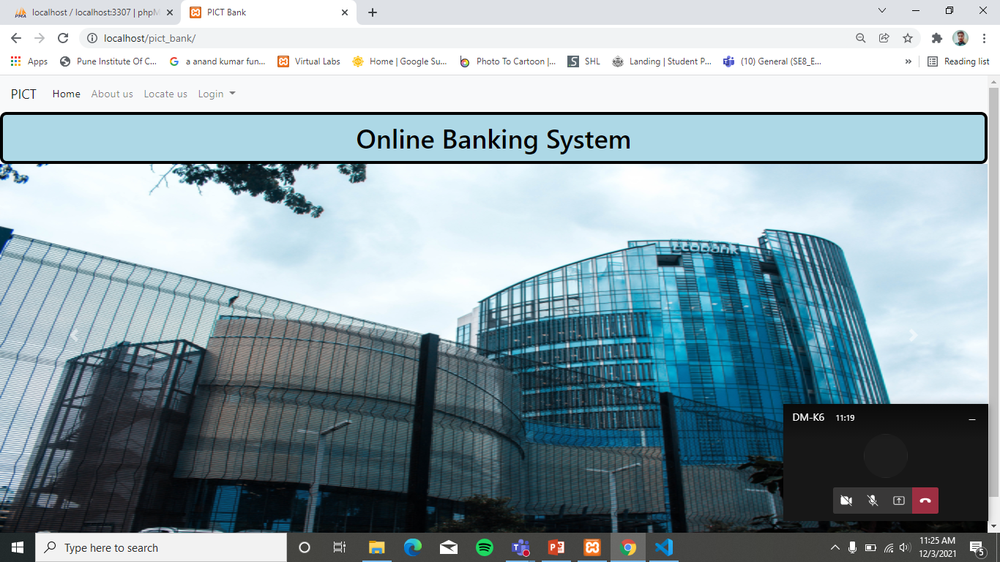 localhost / localhost:3307 | phpM
PICT Bank
localhost/pict_bank/
Apps
Pune Institute Of C...
a anand kumar fun...
Virtual Labs
Home | Google Su...
Photo To Cartoon |...
SHL
Landing | Student P...
(10) General (SE8_E...
»
Reading list
PICT
Home
About us
Locate us
Login
Online Banking System
Ecobank
DM-K6 11:19
Type here to search
11:25 AM
12/3/2021
5